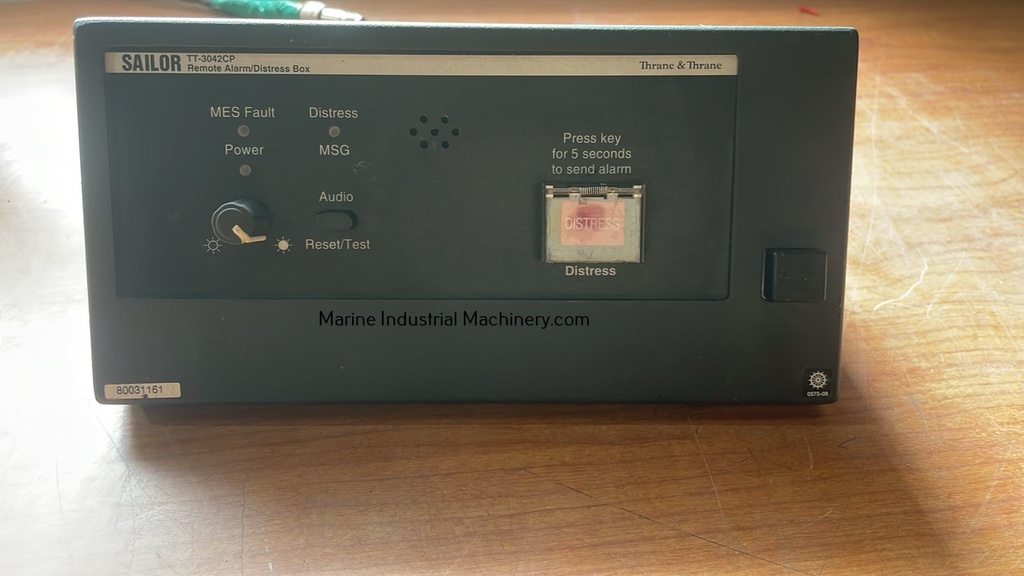 SAILOR TT-3042CP
Remote Alarm/Distress Box
Thrane & Thrane
MES Fault
Distress
Power
MSG
Audio
Reset/Test
Press key
for 5 seconds
to send alarm
DISTRESS
Distress
Marine Industrial Machinery.com
80031161
0575-08